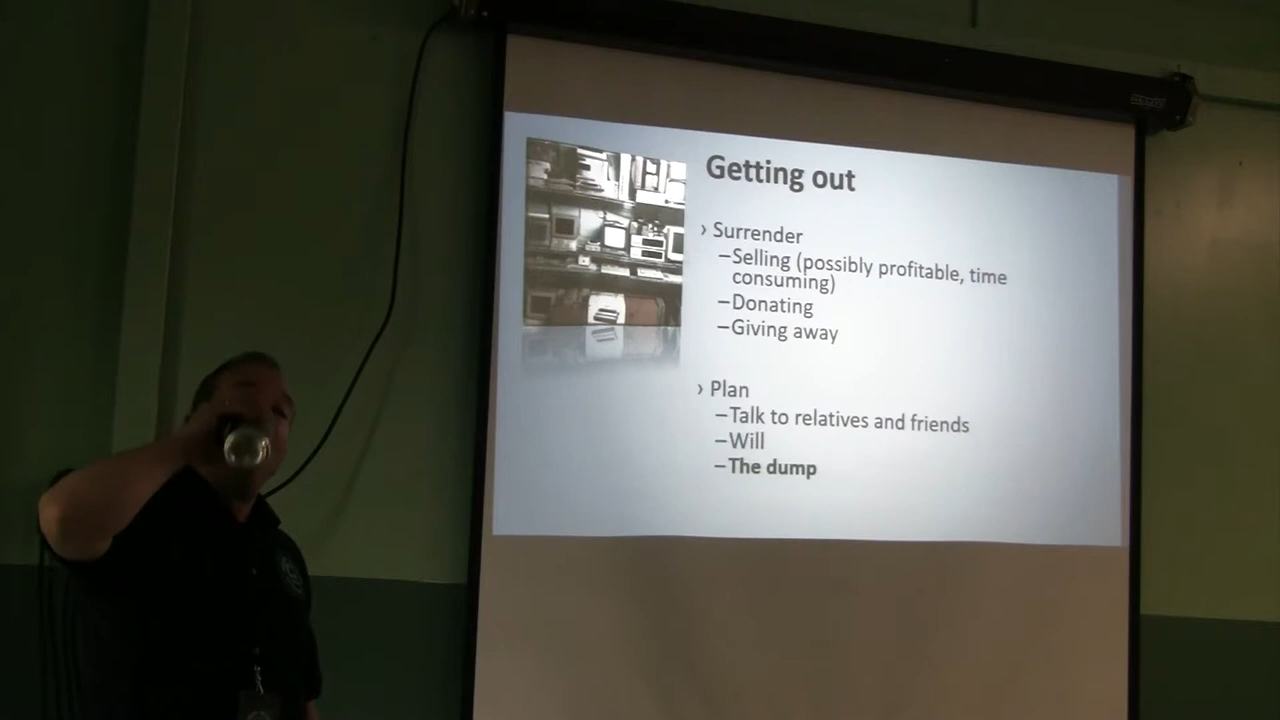 Getting out
› Surrender
–Selling (possibly profitable, time
consuming)
–Donating
–Giving away
› Plan
–Talk to relatives and friends
–Will
–The dump